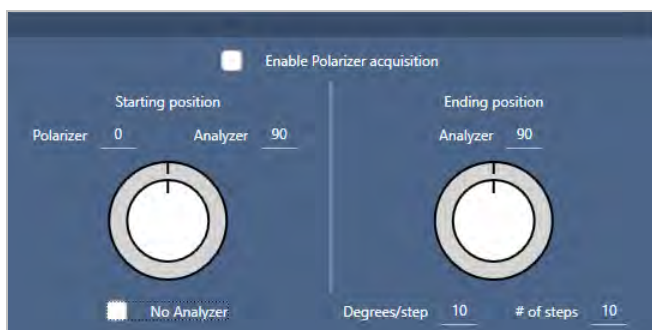 Enable Polarizer acquisition
Starting position
Polarizer 0 Analyzer 90
No Analyzer
Ending position
Analyzer 90
Degrees/step 10 # of steps 10